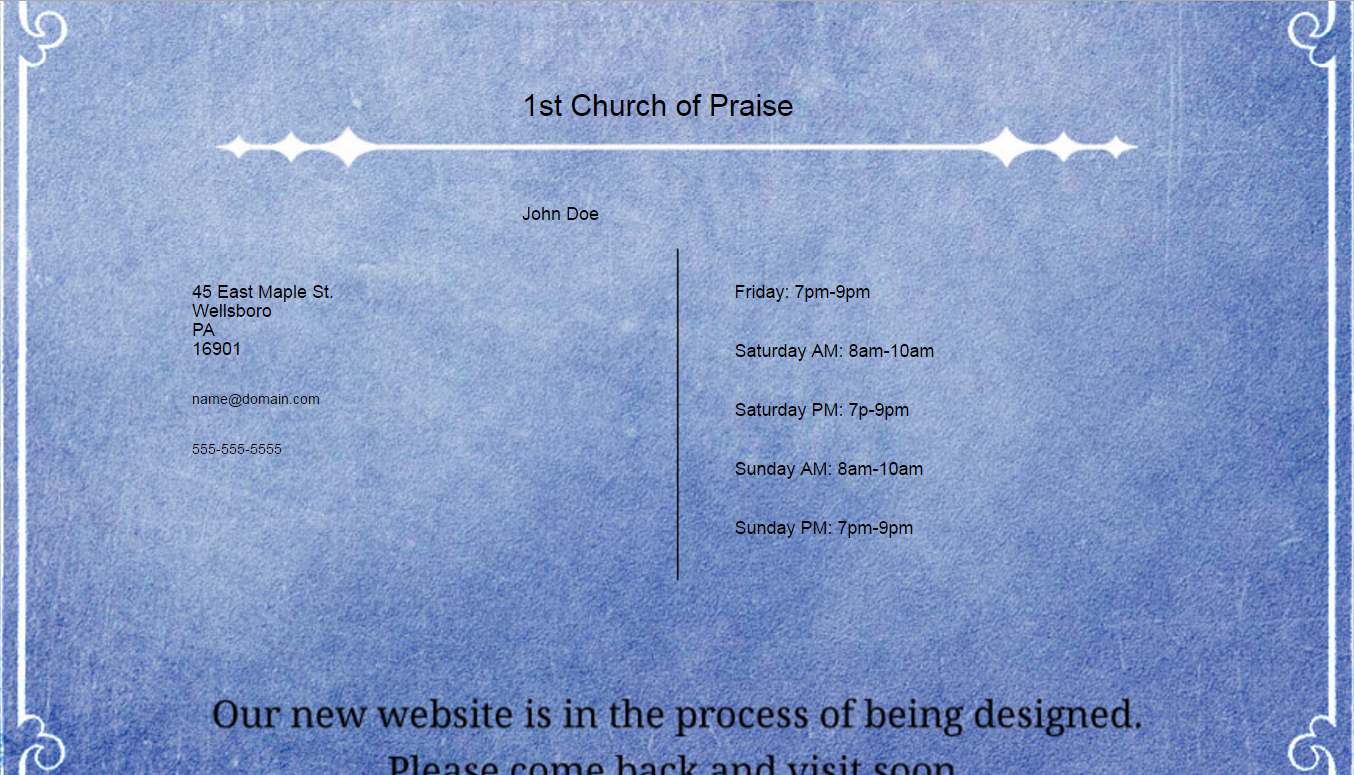 1st Church of Praise
John Doe
45 East Maple St.
Wellsboro
PA
16901
name@domain.com
555-555-5555
Friday: 7pm-9pm
Saturday AM: 8am-10am
Saturday PM: 7p-9pm
Sunday AM: 8am-10am
Sunday PM: 7pm-9pm
Our new website is in the process of being designed.
Please come back and visit soon